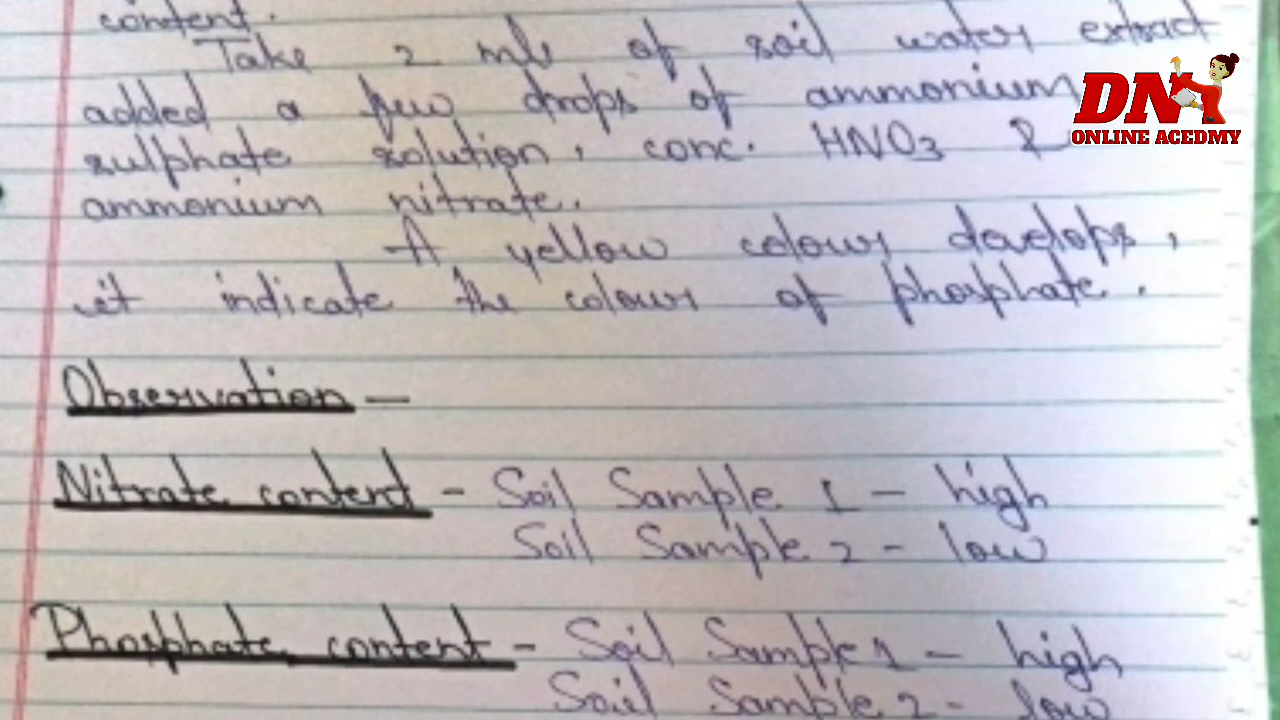 content.
Take 2 mls of soil water extract
added a few drops of ammonium
sulphate solution, conc. HNO3 &
ammonium nitrate.
A yellow colour develops,
it indicate the colour of phosphate.
Observation —
Nitrate content - Soil Sample 1 — high
Soil Sample 2 - low
Phosphate content - Soil Sample 1 — high
Soil Sample 2 - low
DN
ONLINE ACEDMY